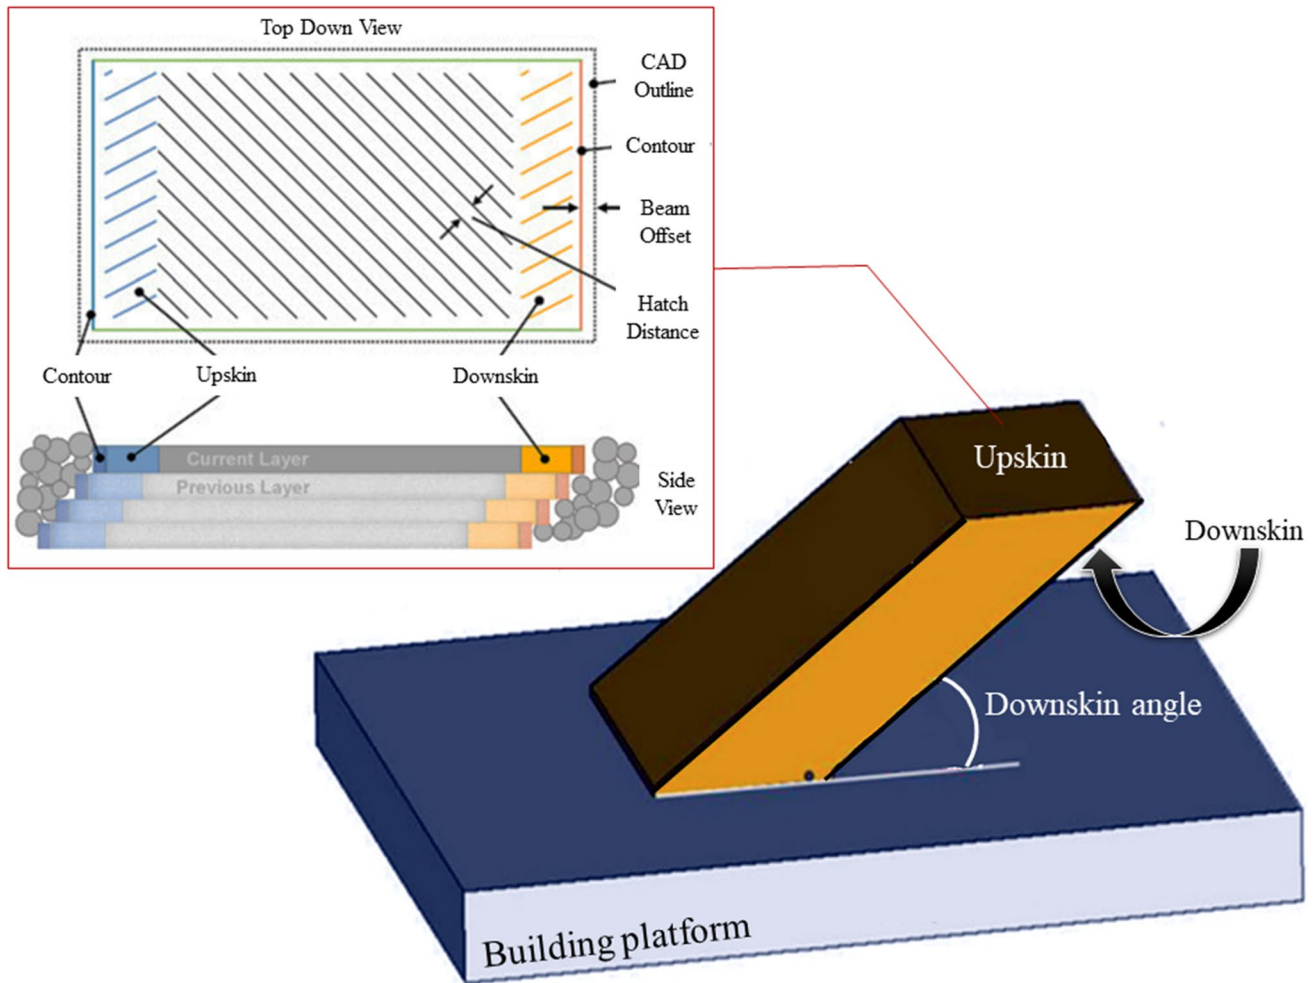 Top Down View
CAD
Outline
Contour
Beam
Offset
Hatch
Distance
Contour
Upskin
Downskin
Current Layer
Previous Layer
Side
View
Upskin
Downskin
Downskin angle
Building platform